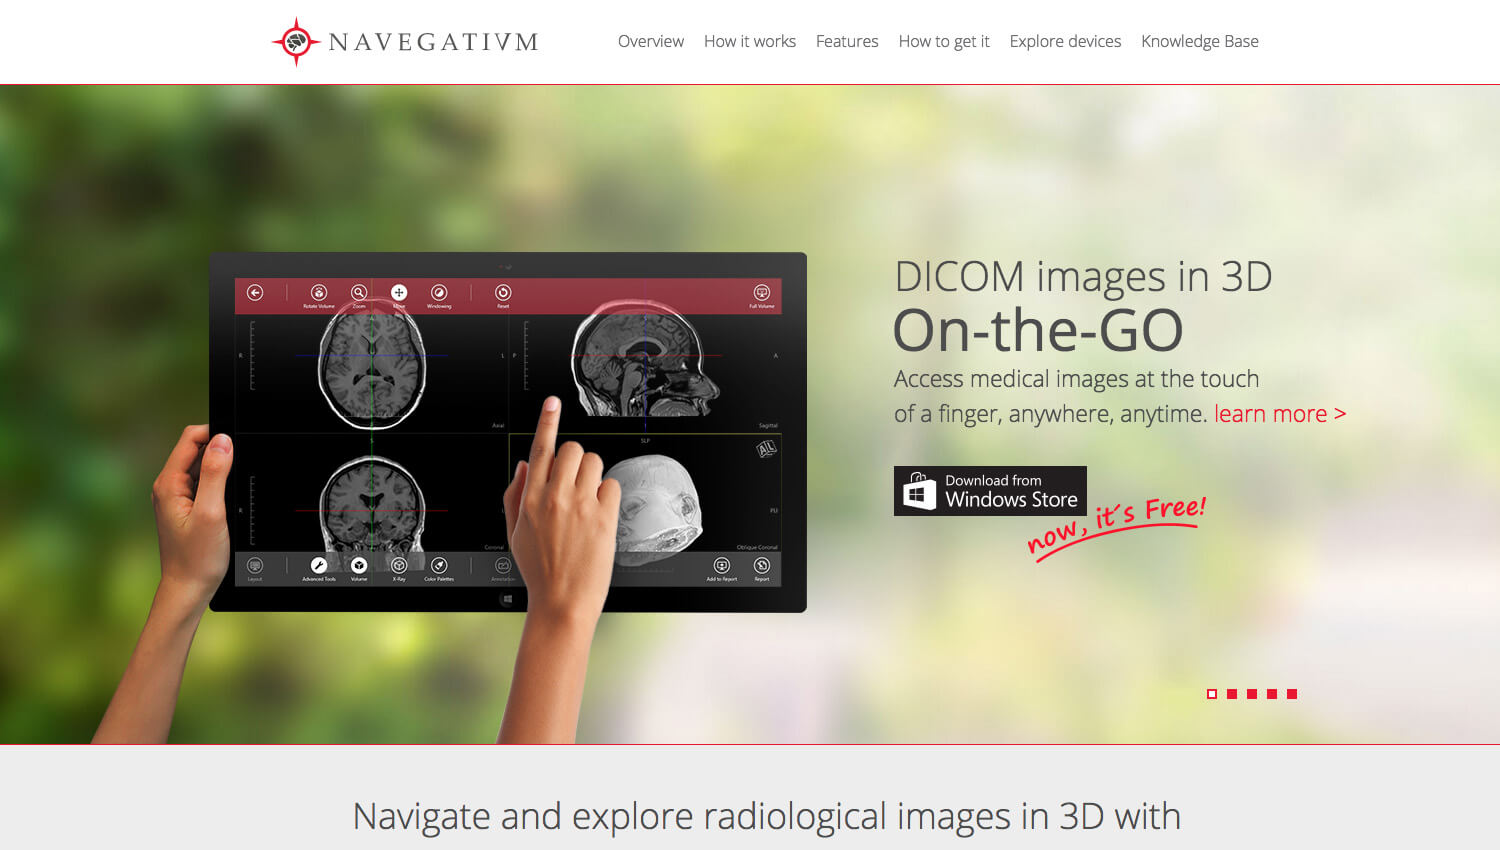 NAVEGATIVM
Overview How it works Features How to get it Explore devices Knowledge Base
DICOM images in 3D
On-the-GO
Access medical images at the touch
of a finger, anywhere, anytime. learn more >
Download from
Windows Store
now, it´s Free!
Rotate Volume Zoom Move Windowing Reset Full Volume
A S
R L P A
I
Axial Sagittal
S SLP
AL
R L PU
Coronal Oblique Coronal
Layout Advanced Tools Volume X-Ray Color Palettes Add to Report Report
Navigate and explore radiological images in 3D with